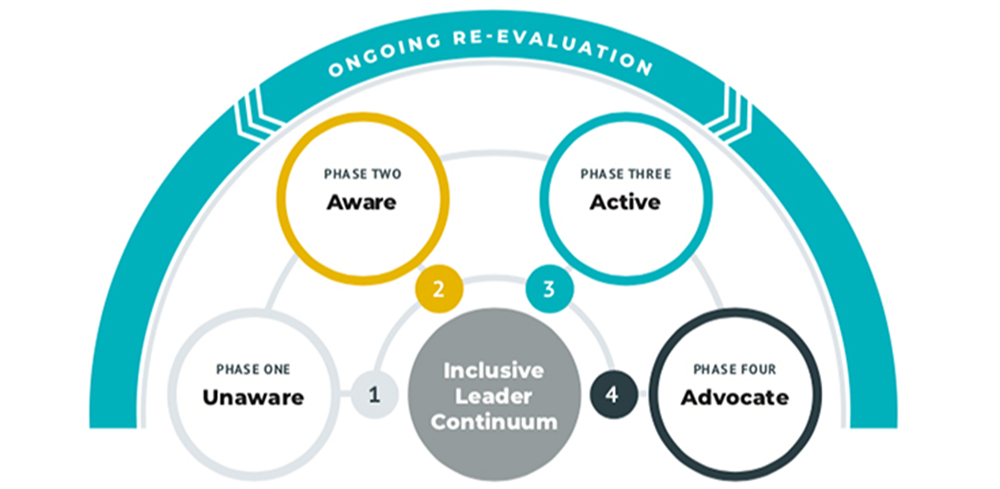 ONGOING RE-EVALUATION
PHASE TWO
Aware
PHASE THREE
Active
2
3
PHASE ONE
Unaware
1
Inclusive
Leader
Continuum
4
PHASE FOUR
Advocate